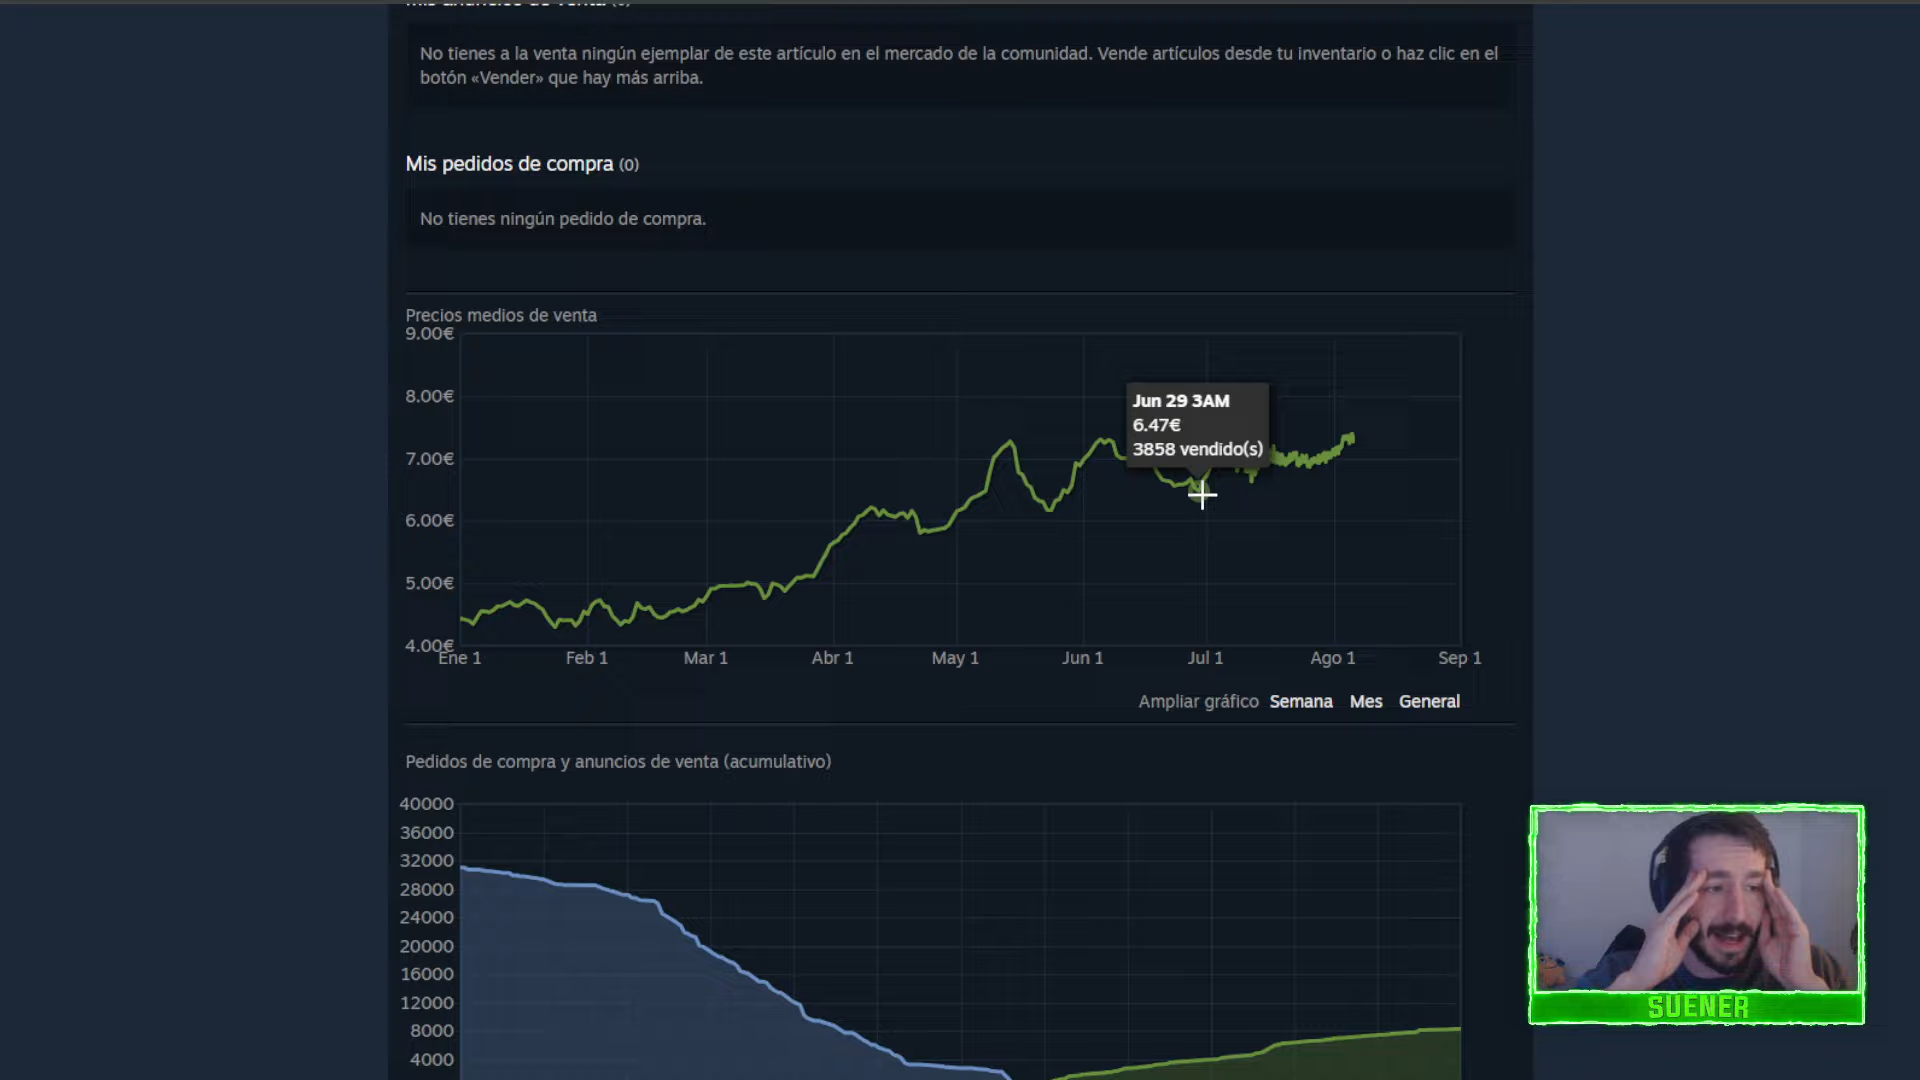 Mis anuncios de venta (0)
No tienes a la venta ningún ejemplar de este artículo en el mercado de la comunidad. Vende artículos desde tu inventario o haz clic en el
botón «Vender» que hay más arriba.
Mis pedidos de compra (0)
No tienes ningún pedido de compra.
Precios medios de venta
9.00€
8.00€
7.00€
6.00€
5.00€
4.00€
Jun 29 3AM
6.47€
3858 vendido(s)
Ene 1 Feb 1 Mar 1 Abr 1 May 1 Jun 1 Jul 1 Ago 1 Sep 1
Ampliar gráfico Semana Mes General
Pedidos de compra y anuncios de venta (acumulativo)
40000
36000
32000
28000
24000
20000
16000
12000
8000
4000
SUENER